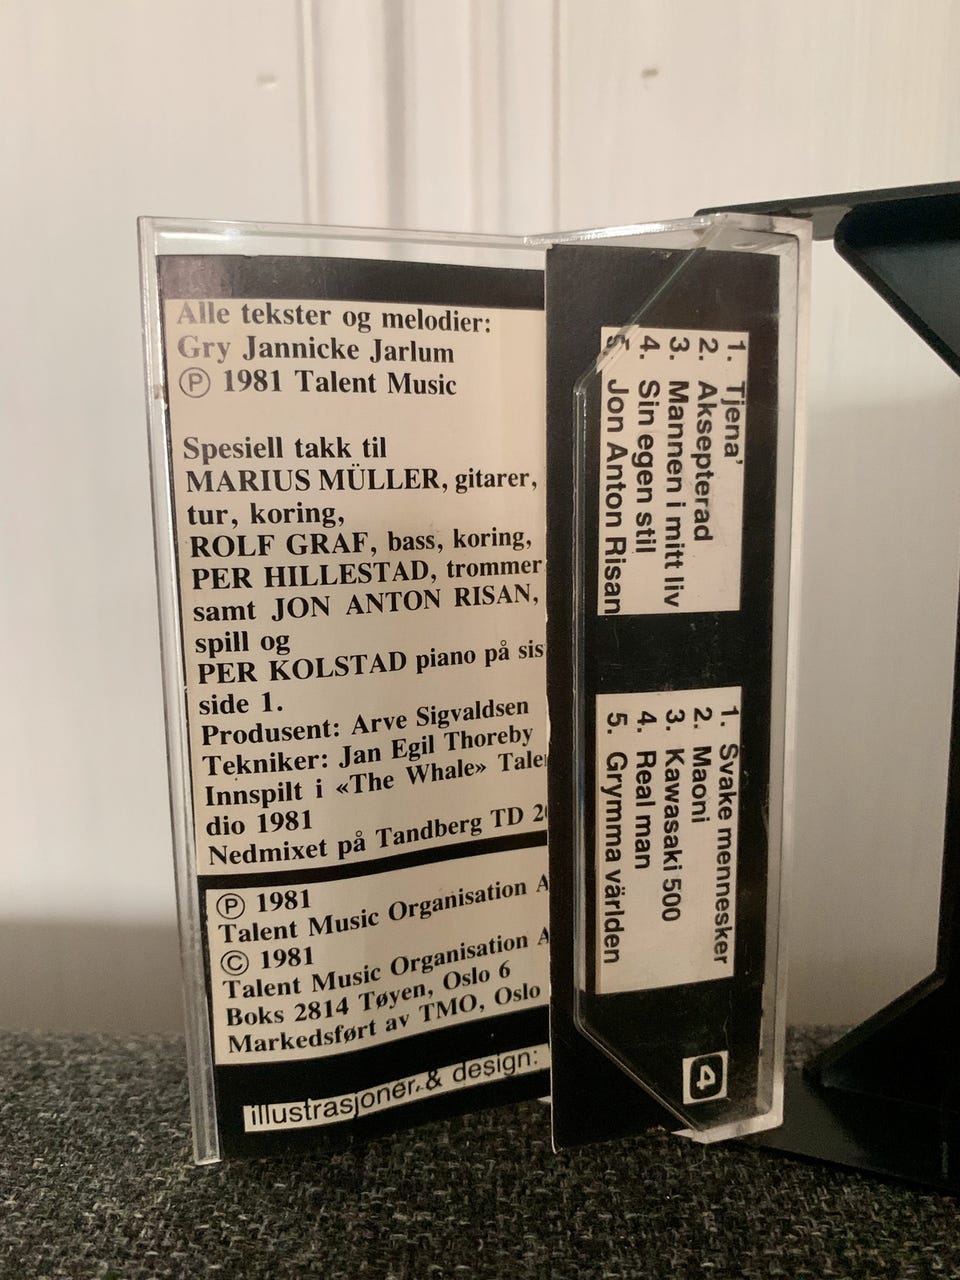 Alle tekster og melodier:
Gry Jannicke Jarlum
Ⓟ 1981 Talent Music
Spesiell takk til
MARIUS MÜLLER, gitarer,
tur, koring,
ROLF GRAF, bass, koring,
PER HILLESTAD, trommer
samt JON ANTON RISAN,
spill og
PER KOLSTAD piano på
side 1.
Produsent: Arve Sigvaldsen
Tekniker: Jan Egil Thoreby
Innspilt i «The Whale»
dio 1981
Nedmixet på Tandberg TD
Ⓟ 1981
Talent Music Organisation
© 1981
Talent Music Organisation
Boks 2814 Tøyen, Oslo 6
Markedsført av TMO, Oslo
illustrasjoner & design:
1. Tjena'
2. Aksepterad
3. Mannen i mitt liv
4. Sin egen stil
5. Jon Anton Risan
1. Svake mennesker
2. Maoni
3. Kawasaki 500
4. Real man
5. Grymma världen
4